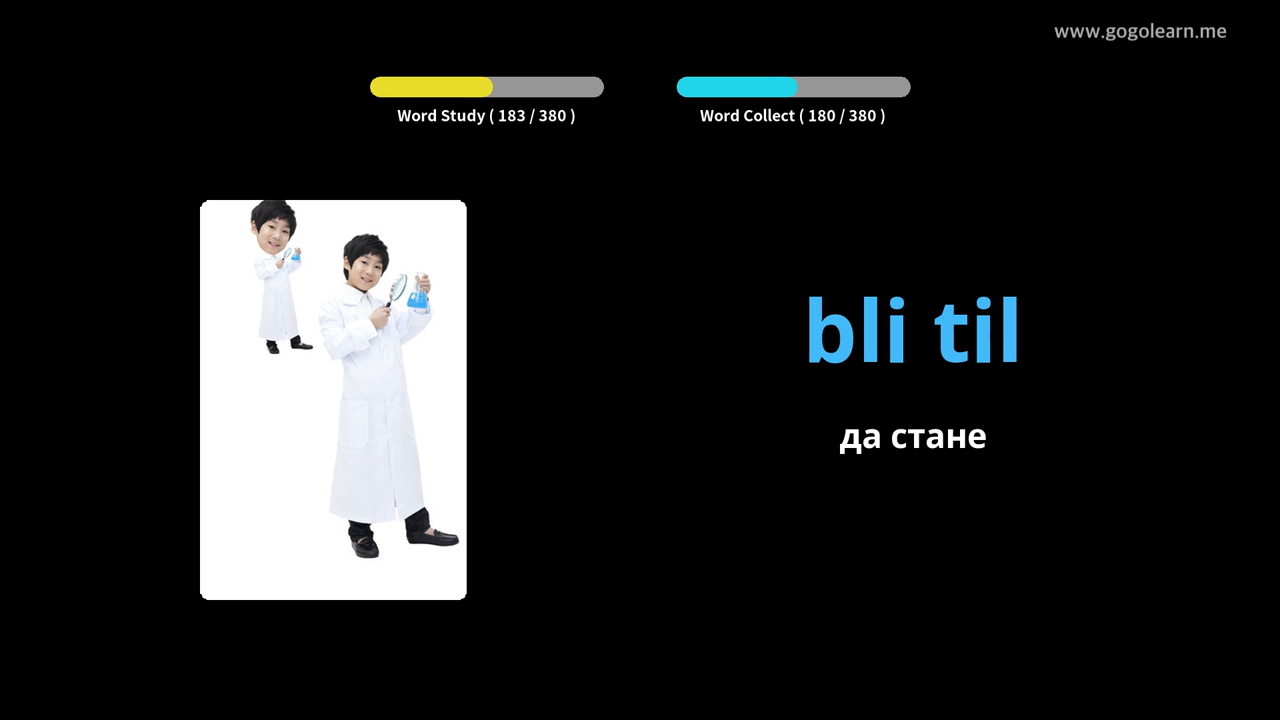 www.gogolearn.me
Word Study ( 183 / 380 )
Word Collect ( 180 / 380 )
bli til
да стане